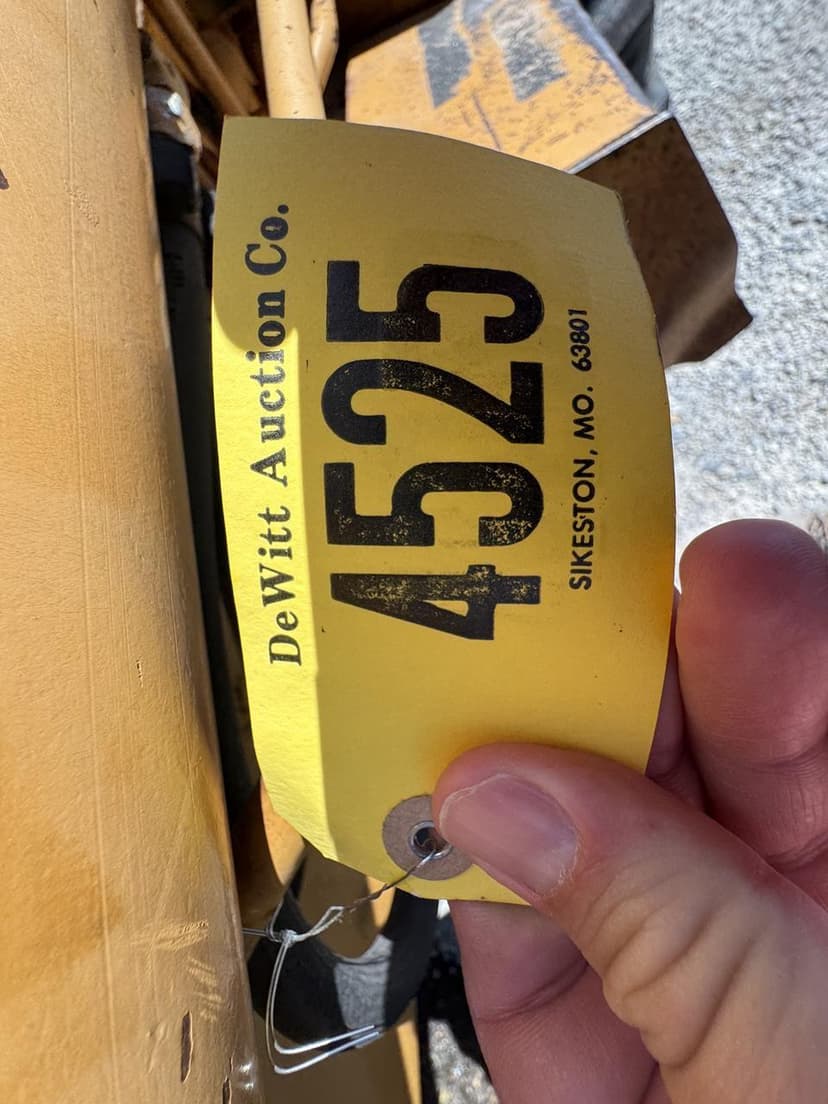 DeWitt Auction Co.
4525
SIKESTON, MO. 63801